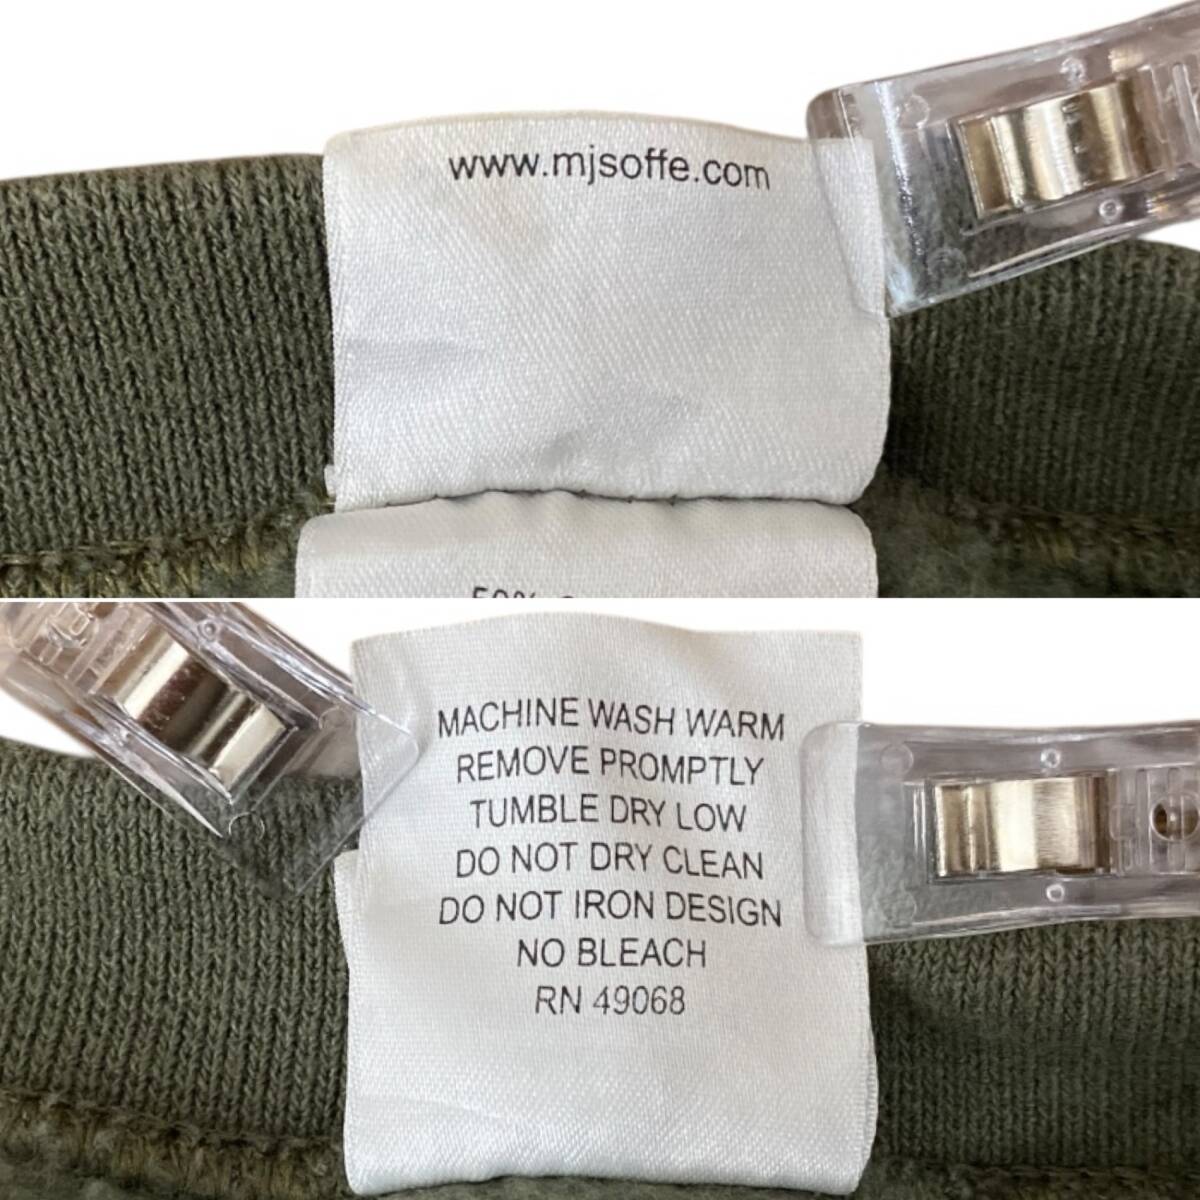 www.mjsoffe.com
50%
MACHINE WASH WARM
REMOVE PROMPTLY
TUMBLE DRY LOW
DO NOT DRY CLEAN
DO NOT IRON DESIGN
NO BLEACH
RN 49068